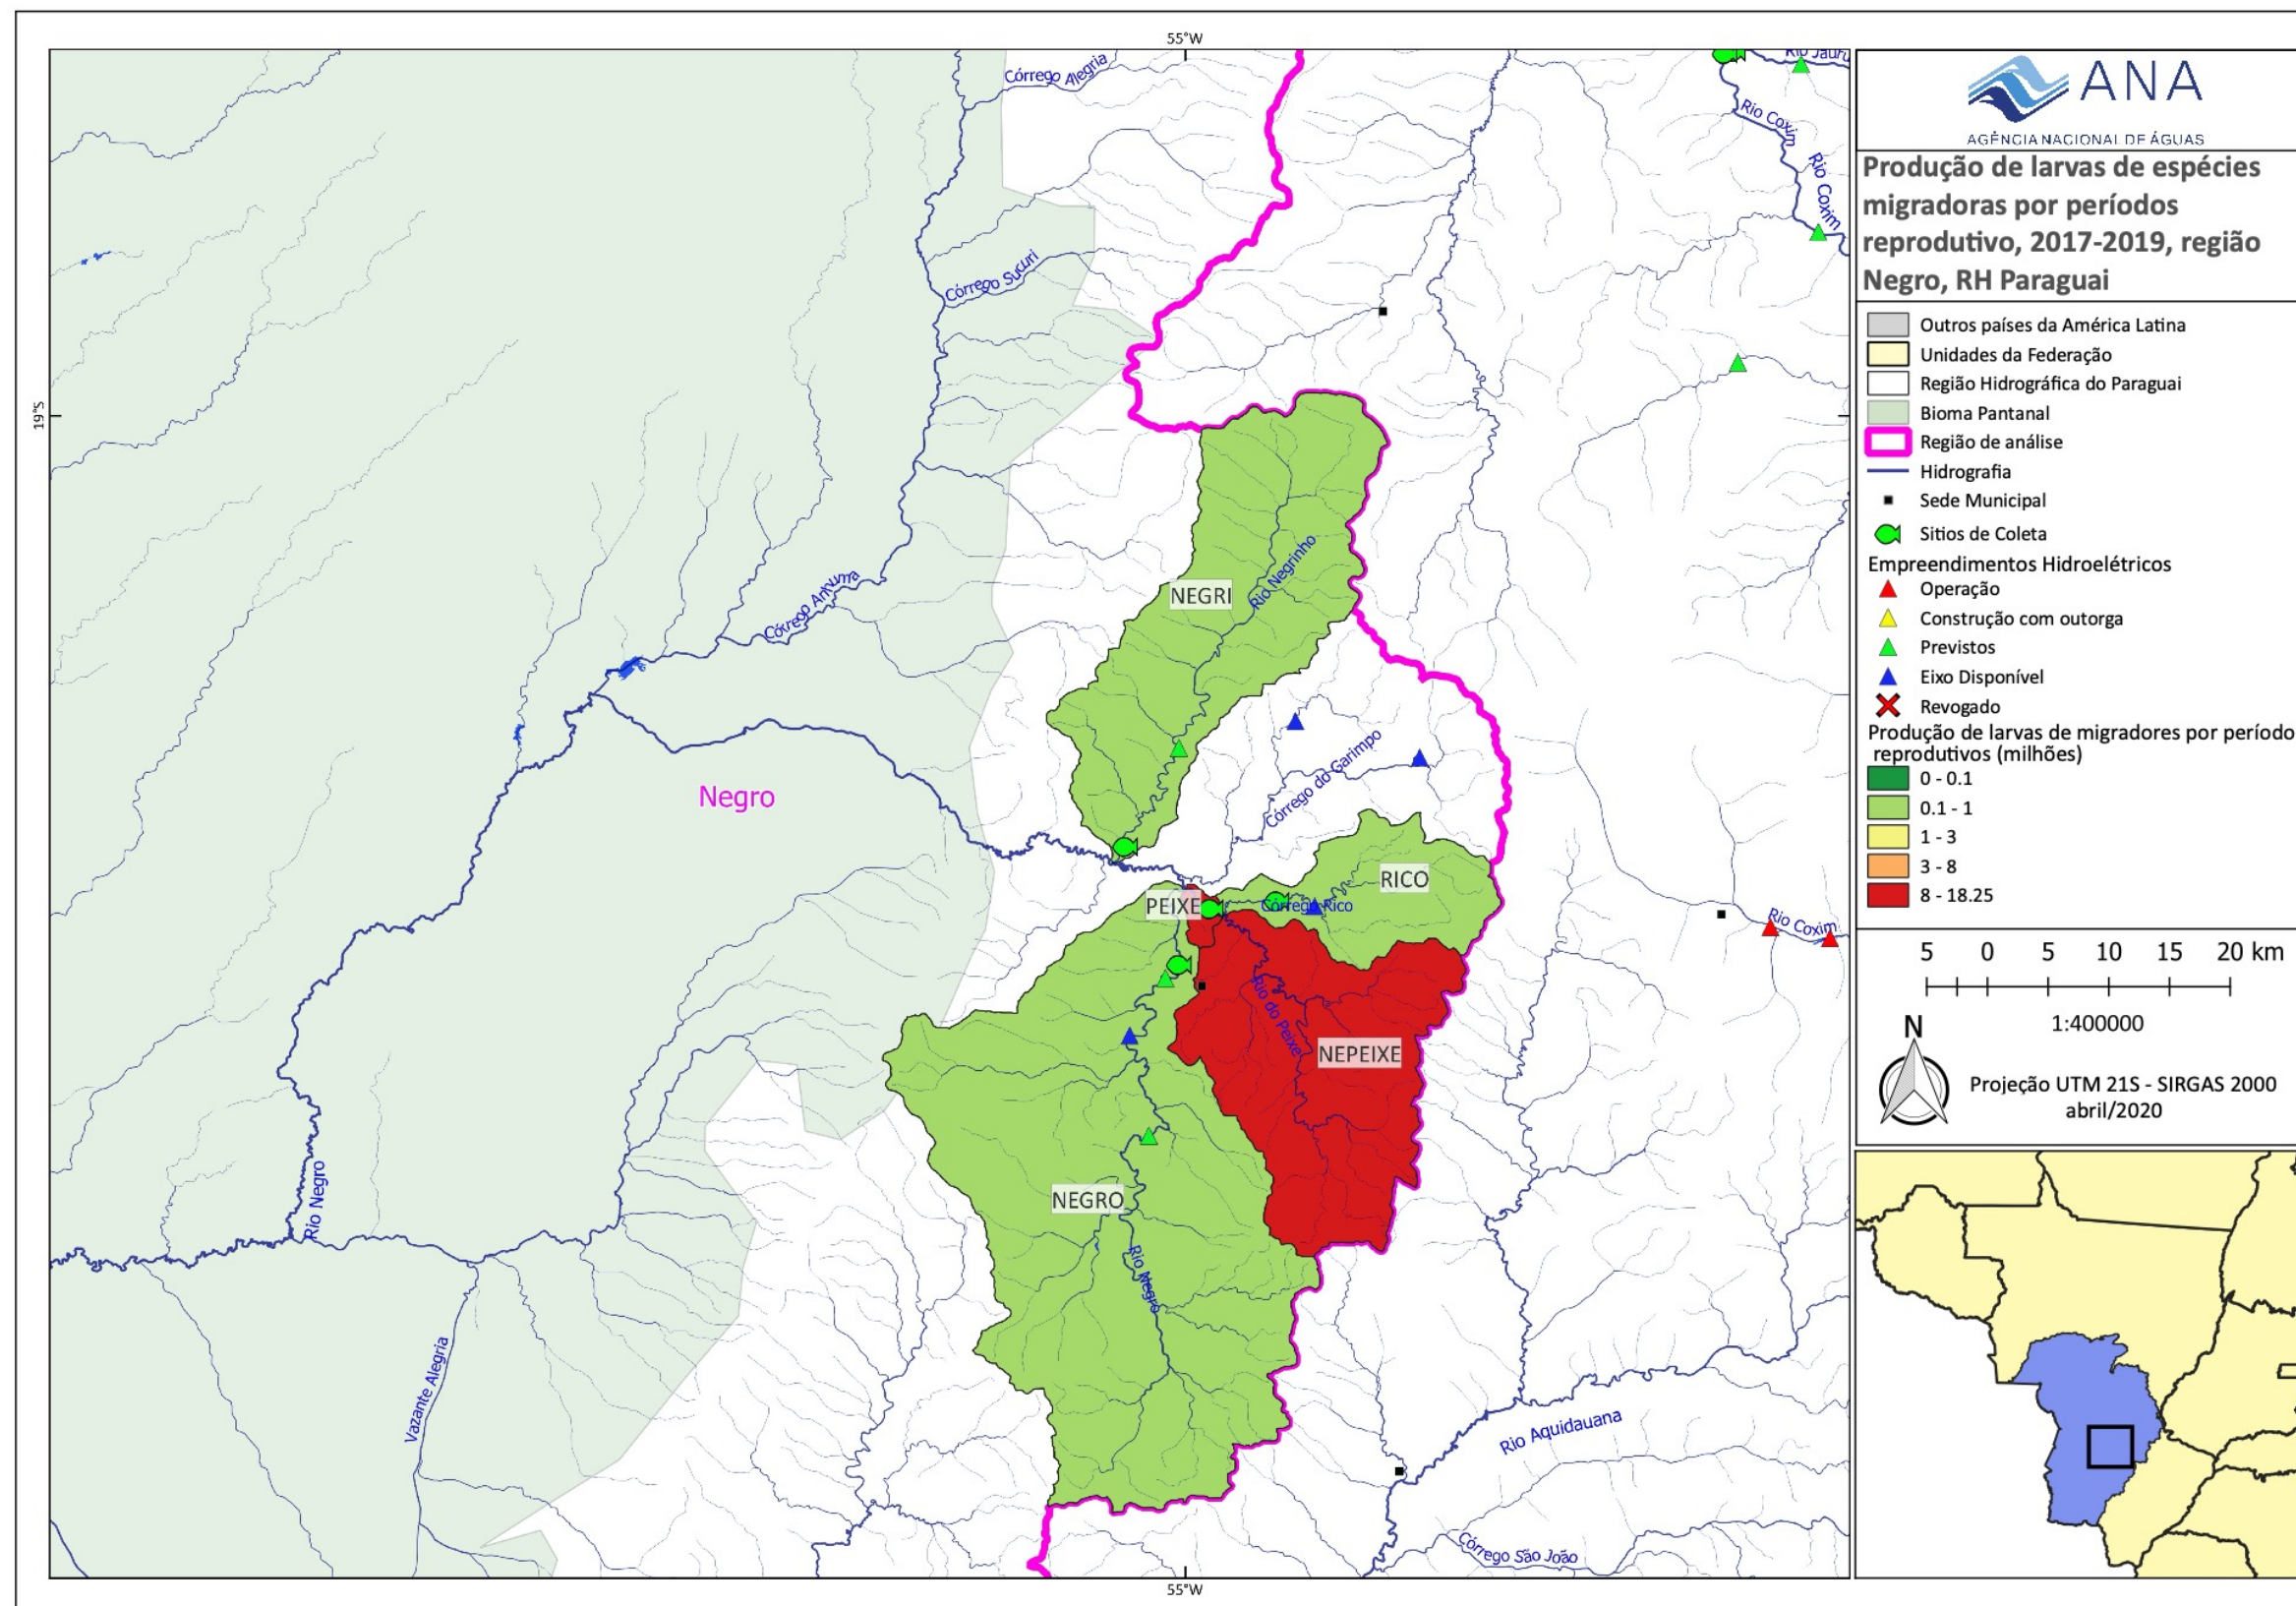 55°W
19°S
Córrego Alegria
Rio Jauru
Rio Coxim
Rio Coxim
Córrego Sucuri
NEGRI
Rio Negrinho
Negro
Córrego do Garimpo
RICO
Córrego Rico
PEIXE
Rio Coxim
Rio do Peixe
NEPEIXE
NEGRO
Rio Negro
Rio Negro
Vazante Alegria
Rio Aquidauana
Córrego São João
55°W
ANA
AGÊNCIA NACIONAL DE ÁGUAS
Produção de larvas de espécies
migradoras por períodos
reprodutivo, 2017-2019, região
Negro, RH Paraguai
Outros países da América Latina
Unidades da Federação
Região Hidrográfica do Paraguai
Bioma Pantanal
Região de análise
Hidrografia
Sede Municipal
Sitios de Coleta
Empreendimentos Hidroelétricos
Operação
Construção com outorga
Previstos
Eixo Disponível
Revogado
Produção de larvas de migradores por período
reprodutivos (milhões)
0 - 0.1
0.1 - 1
1 - 3
3 - 8
8 - 18.25
5 0 5 10 15 20 km
N
1:400000
Projeção UTM 21S - SIRGAS 2000
abril/2020